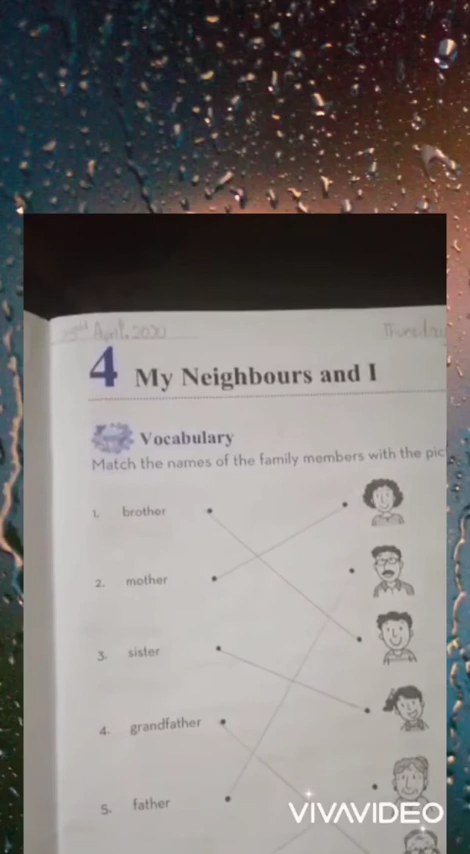 April, 2020
4 My Neighbours and I
Vocabulary
Match the names of the family members with the pic
1. brother
2. mother
3. sister
4. grandfather
5. father
VIVAVIDEO